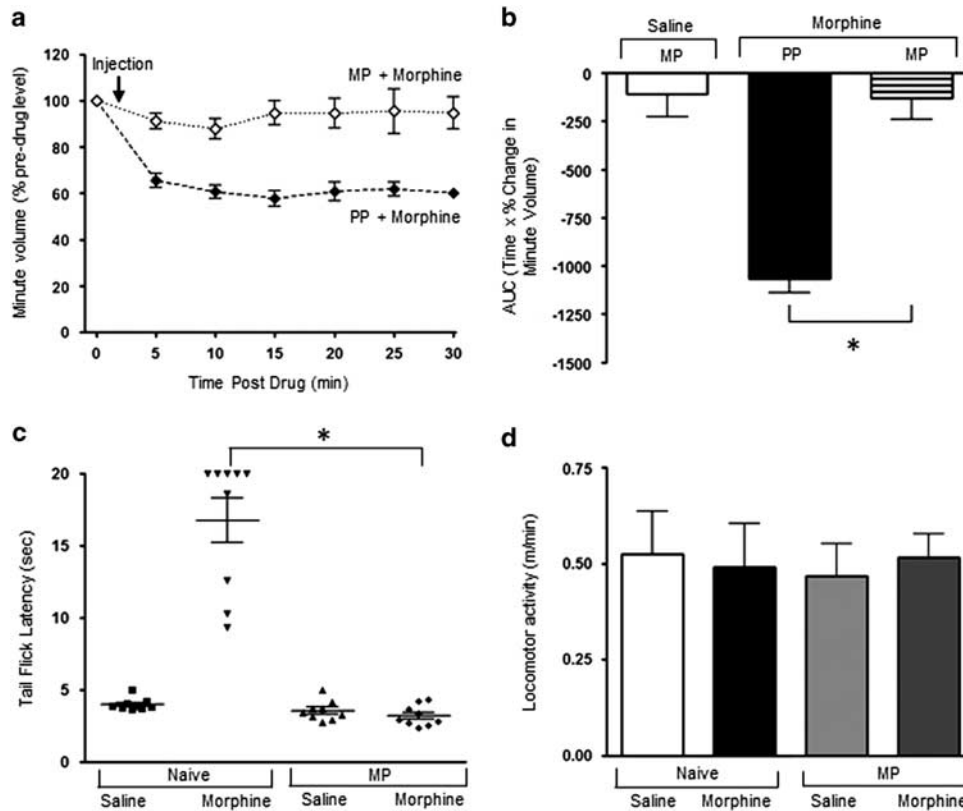 a
Injection
MP + Morphine
PP + Morphine
Minute volume (% pre-drug level)
120
100
80
60
40
20
0
0 5 10 15 20 25 30
Time Post Drug (min)
b
Saline Morphine
MP PP MP
AUC (Time x % Change in
Minute Volume)
0
-250
-500
-750
-1000
-1250
-1500
*
c
*
Tail Flick Latency (sec)
20
15
10
5
0
Naive MP
Saline Morphine Saline Morphine
d
Locomotor activity (m/min)
0.75
0.50
0.25
0.00
Naive MP
Saline Morphine Saline Morphine